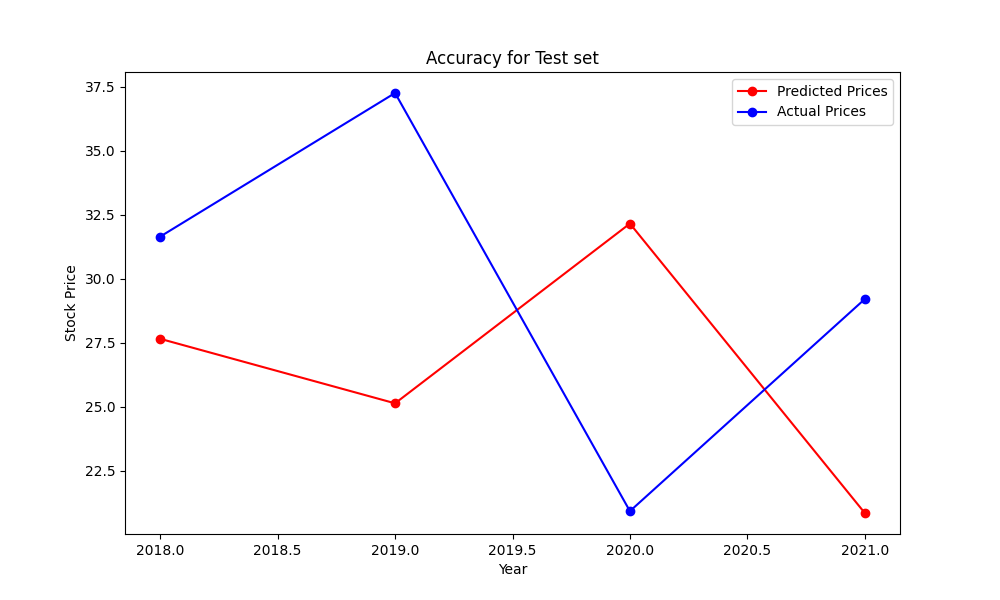 Accuracy for Test set
Predicted Prices
Actual Prices
37.5
35.0
32.5
30.0
27.5
25.0
22.5
Stock Price
2018.0 2018.5 2019.0 2019.5 2020.0 2020.5 2021.0
Year